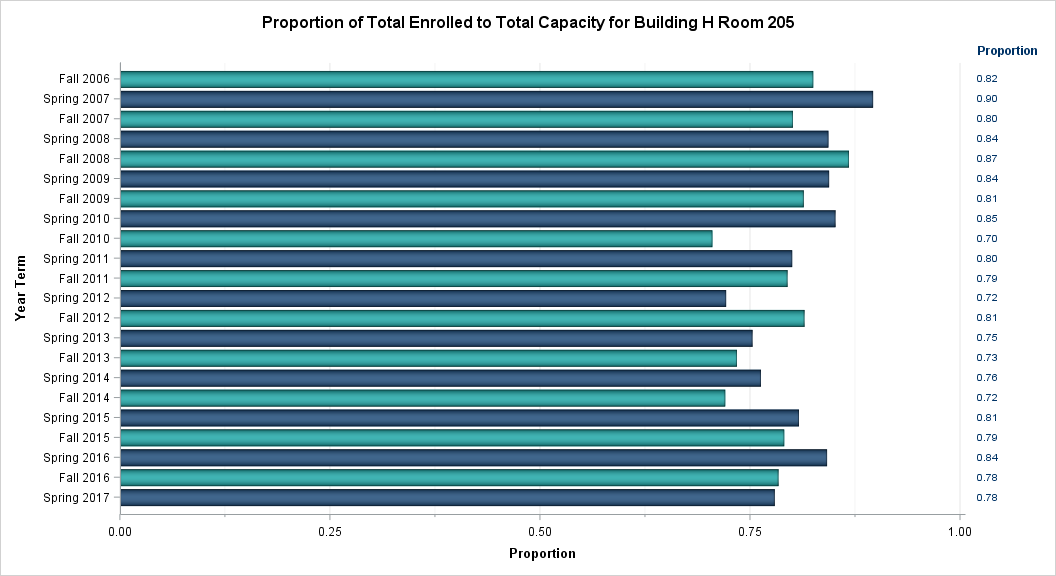 Proportion of Total Enrolled to Total Capacity for Building H Room 205
Proportion
Fall 2006 0.82
Spring 2007 0.90
Fall 2007 0.80
Spring 2008 0.84
Fall 2008 0.87
Spring 2009 0.84
Fall 2009 0.81
Spring 2010 0.85
Fall 2010 0.70
Spring 2011 0.80
Fall 2011 0.79
Spring 2012 0.72
Fall 2012 0.81
Spring 2013 0.75
Fall 2013 0.73
Spring 2014 0.76
Fall 2014 0.72
Spring 2015 0.81
Fall 2015 0.79
Spring 2016 0.84
Fall 2016 0.78
Spring 2017 0.78
Year Term
0.00 0.25 0.50 0.75 1.00
Proportion